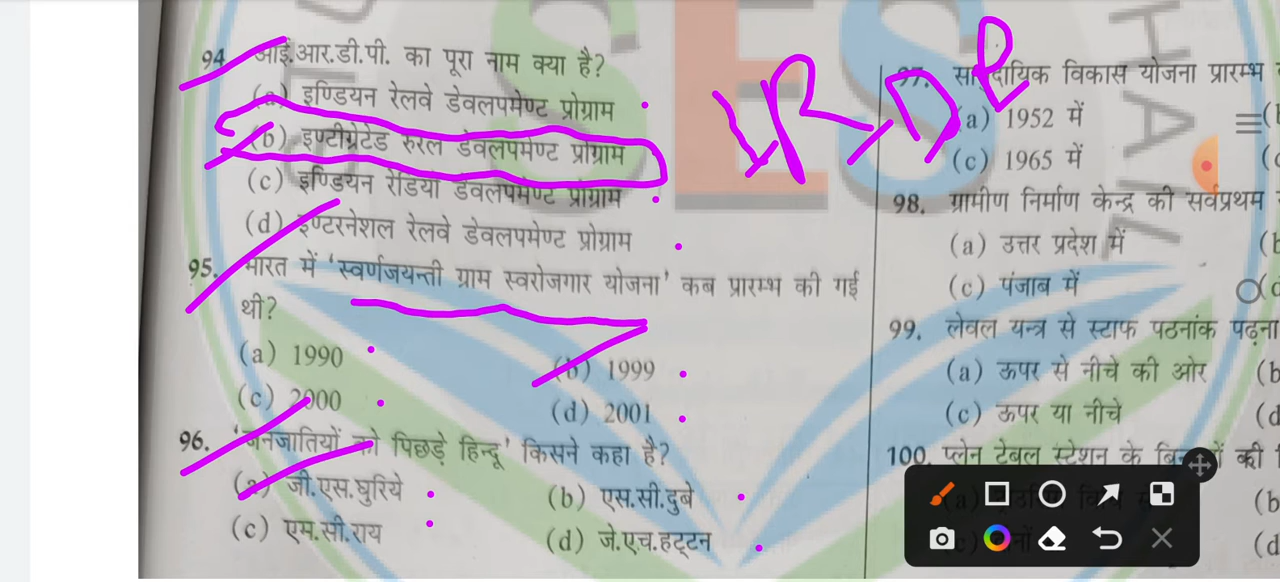 94. आई.आर.डी.पी. का पूरा नाम क्या है?
(a) इण्डियन रेलवे डेवलपमेण्ट प्रोग्राम
(b) इण्टीग्रेटेड रुरल डेवलपमेण्ट प्रोग्राम
(c) इण्डियन रेडियो डेवलपमेण्ट प्रोग्राम
(d) इण्टरनेशल रेलवे डेवलपमेण्ट प्रोग्राम
95. भारत में 'स्वर्णजयन्ती ग्राम स्वरोजगार योजना' कब प्रारम्भ की गई
थी?
(a) 1990 (b) 1999
(c) 2000 (d) 2001
96. 'जनजातियों को पिछड़े हिन्दू' किसने कहा है?
(a) जी.एस.घुरिये (b) एस.सी.दुबे
(c) एम.सी.राय (d) जे.एच.हट्टन
IRDP
97. सामुदायिक विकास योजना प्रारम्भ
(a) 1952 में
(c) 1965 में
98. ग्रामीण निर्माण केन्द्र की सर्वप्रथम
(a) उत्तर प्रदेश में
(c) पंजाब में
99. लेवल यन्त्र से स्टाफ पठनांक पढ़ना
(a) ऊपर से नीचे की ओर
(c) ऊपर या नीचे
100. प्लेन टेबल स्टेशन के की
SES